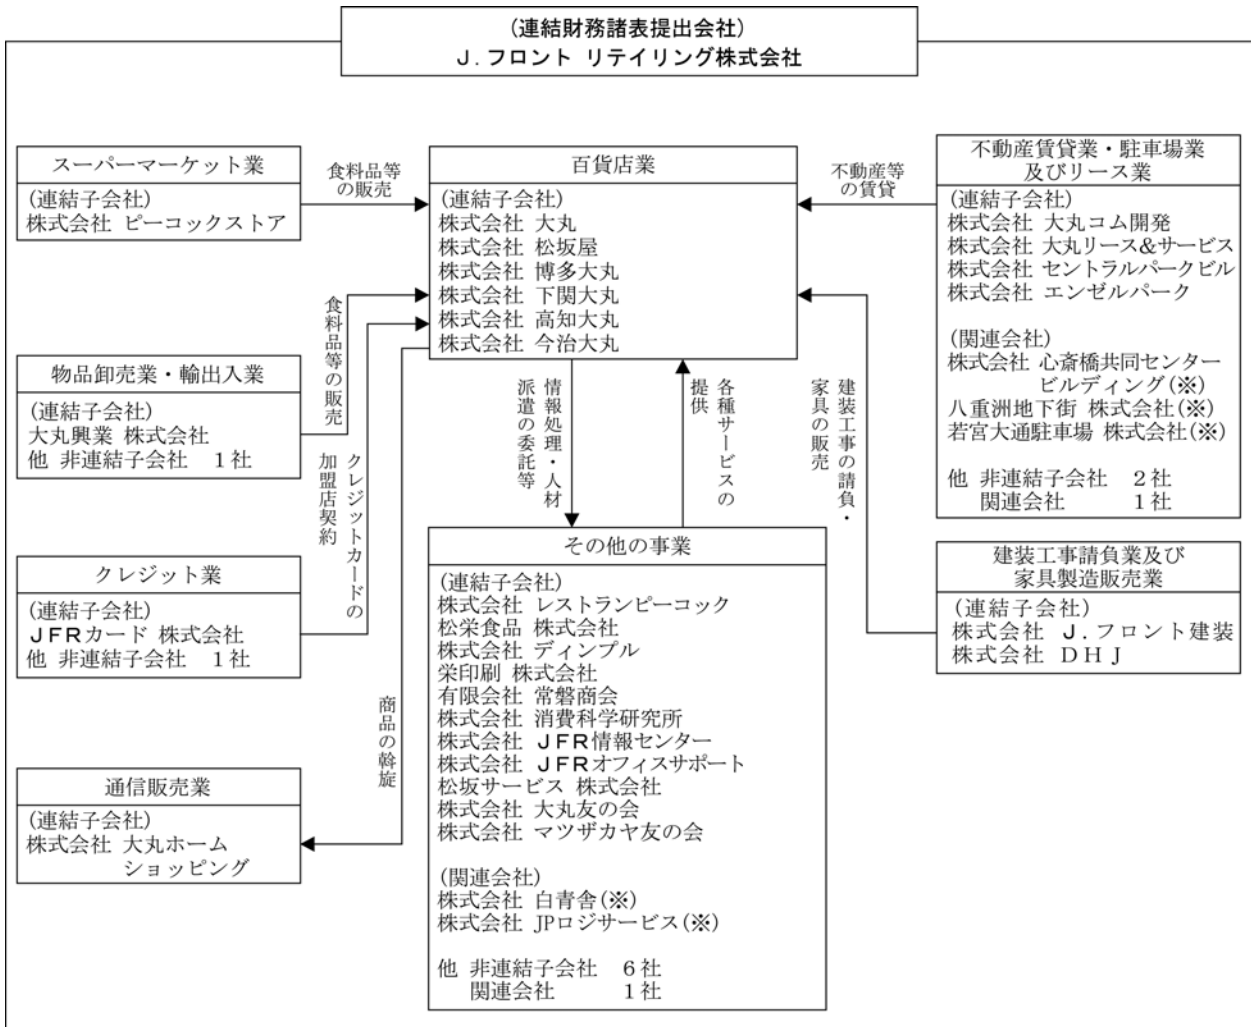 (連結財務諸表提出会社)
J.フロント リテイリング株式会社
スーパーマーケット業
(連結子会社)
株式会社 ピーコックストア
食料品等
の販売
百貨店業
(連結子会社)
株式会社 大丸
株式会社 松坂屋
株式会社 博多大丸
株式会社 下関大丸
株式会社 高知大丸
株式会社 今治大丸
不動産等
の賃貸
不動産賃貸業・駐車場業
及びリース業
(連結子会社)
株式会社 大丸コム開発
株式会社 大丸リース&サービス
株式会社 セントラルパークビル
株式会社 エンゼルパーク
(関連会社)
株式会社 心斎橋共同センター
ビルディング(※)
八重洲地下街 株式会社(※)
若宮大通駐車場 株式会社(※)
他 非連結子会社 2社
関連会社 1社
物品卸売業・輸出入業
(連結子会社)
大丸興業 株式会社
他 非連結子会社 1社
食料品等の販売
クレジットカードの
加盟店契約
情報処理・人材
派遣の委託等
各種サービスの
提供
建装工事の請負・
家具の販売
クレジット業
(連結子会社)
JFRカード 株式会社
他 非連結子会社 1社
商品の斡旋
通信販売業
(連結子会社)
株式会社 大丸ホーム
ショッピング
その他の事業
(連結子会社)
株式会社 レストランピーコック
松栄食品 株式会社
株式会社 ディンプル
栄印刷 株式会社
有限会社 常磐商会
株式会社 消費科学研究所
株式会社 JFR情報センター
株式会社 JFRオフィスサポート
松坂サービス 株式会社
株式会社 大丸友の会
株式会社 マツザカヤ友の会
(関連会社)
株式会社 白青舎(※)
株式会社 JPロジサービス(※)
他 非連結子会社 6社
関連会社 1社
建装工事請負業及び
家具製造販売業
(連結子会社)
株式会社 J.フロント建装
株式会社 DHJ